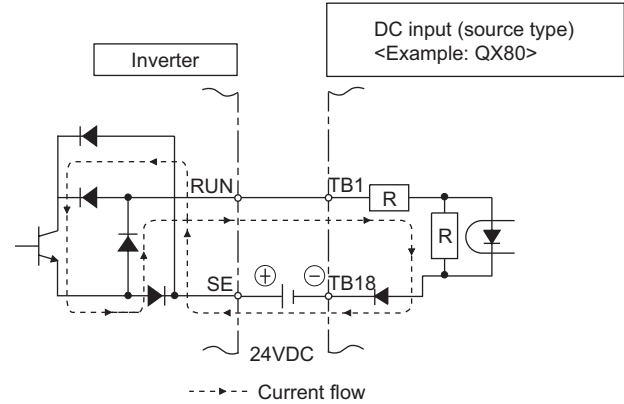 DC input (source type)
<Example: QX80>
Inverter
RUN
TB1
R
R
SE
+
−
TB18
24VDC
Current flow